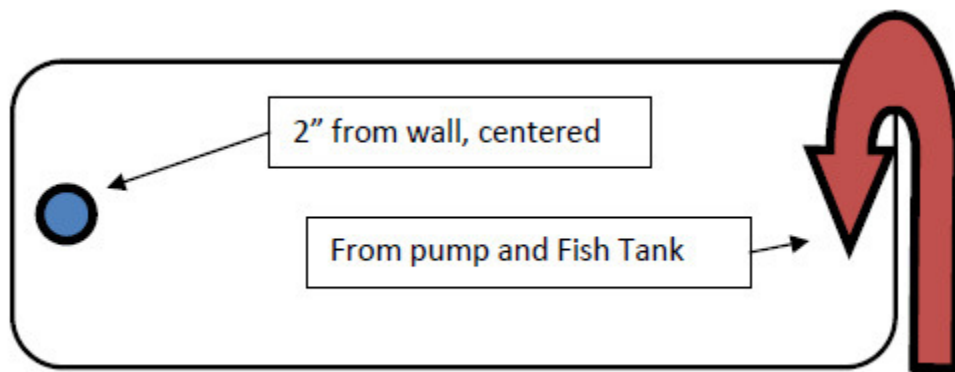 2” from wall, centered
From pump and Fish Tank